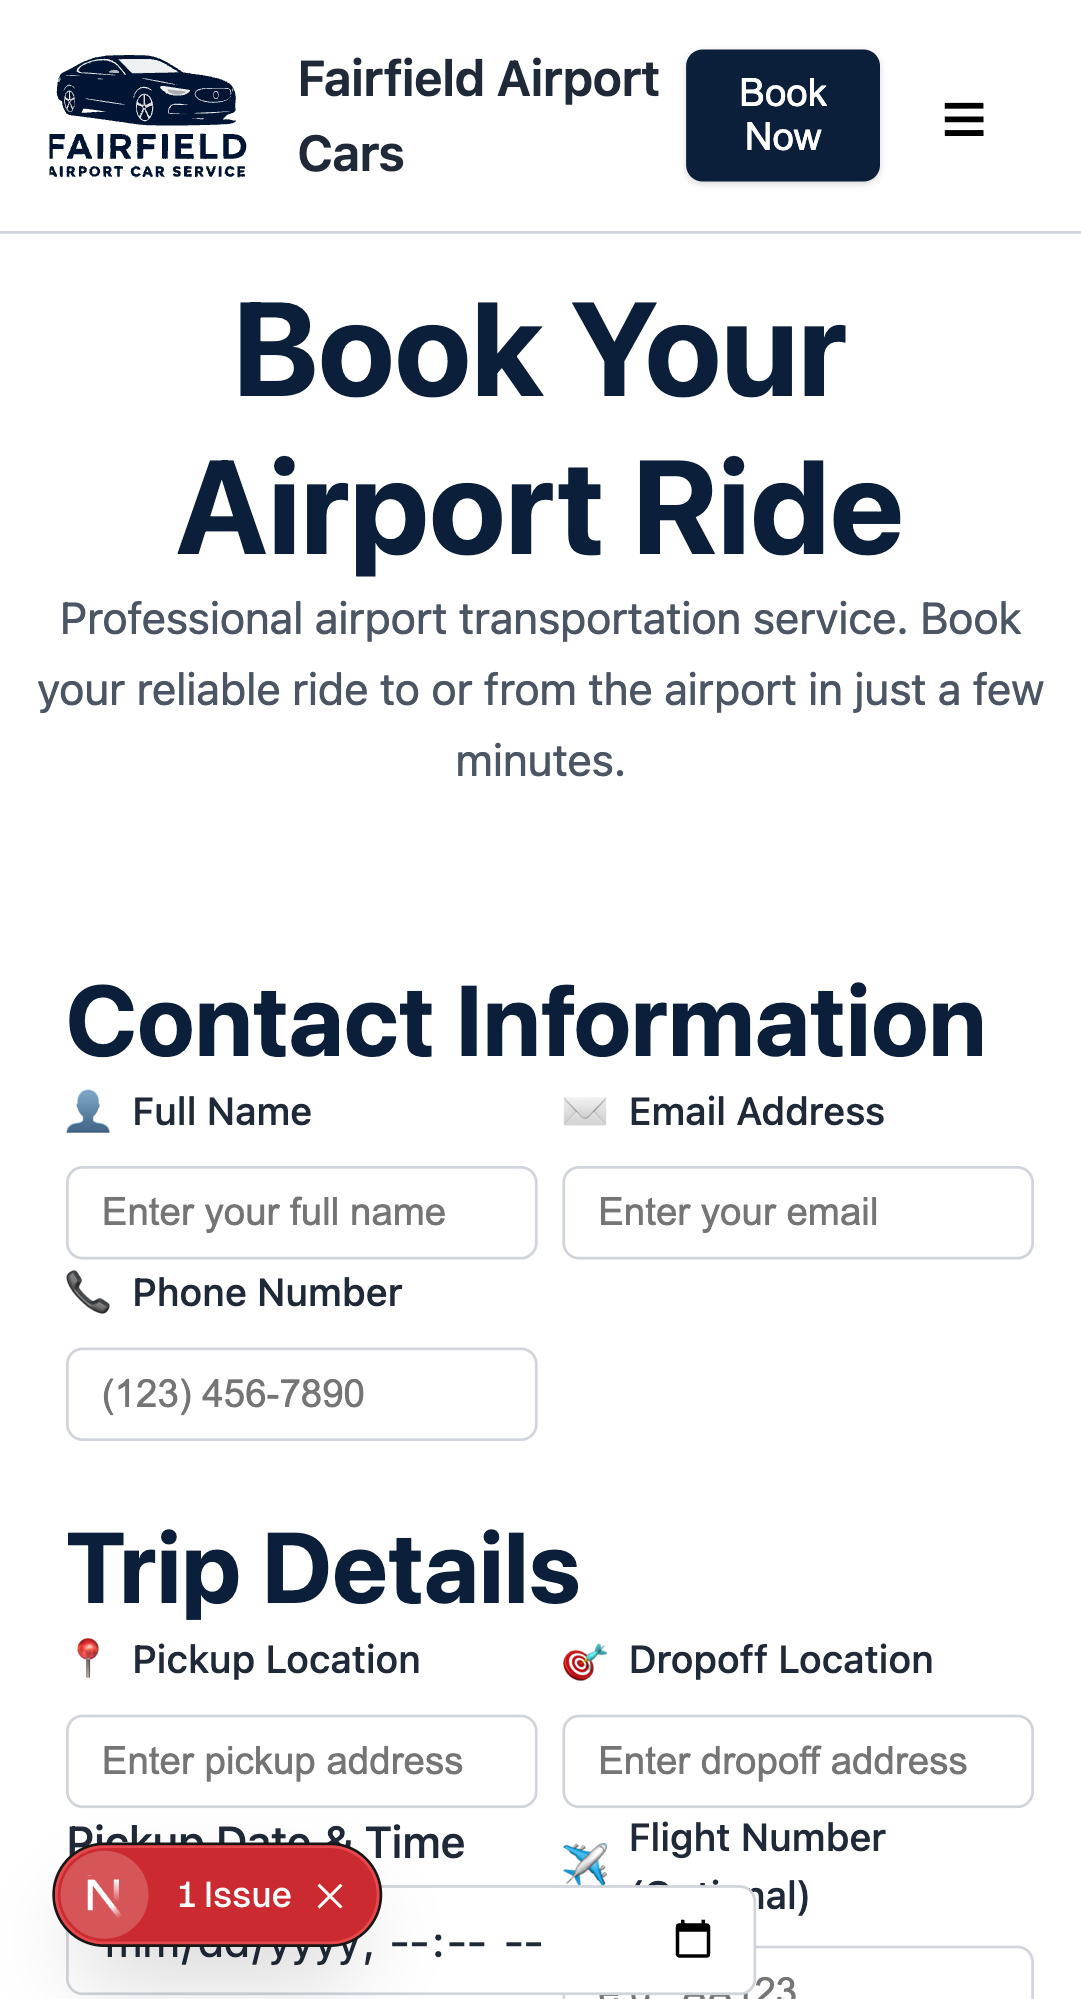 FAIRFIELD
AIRPORT CAR SERVICE
Fairfield Airport
Cars
Book
Now
Book Your
Airport Ride
Professional airport transportation service. Book
your reliable ride to or from the airport in just a few
minutes.
Contact Information
Full Name
Email Address
Enter your full name
Enter your email
Phone Number
(123) 456-7890
Trip Details
Pickup Location
Dropoff Location
Enter pickup address
Enter dropoff address
Pickup Date & Time
Flight Number
(Optional)
N 1 Issue
mm/dd/yyyy, --:-- --